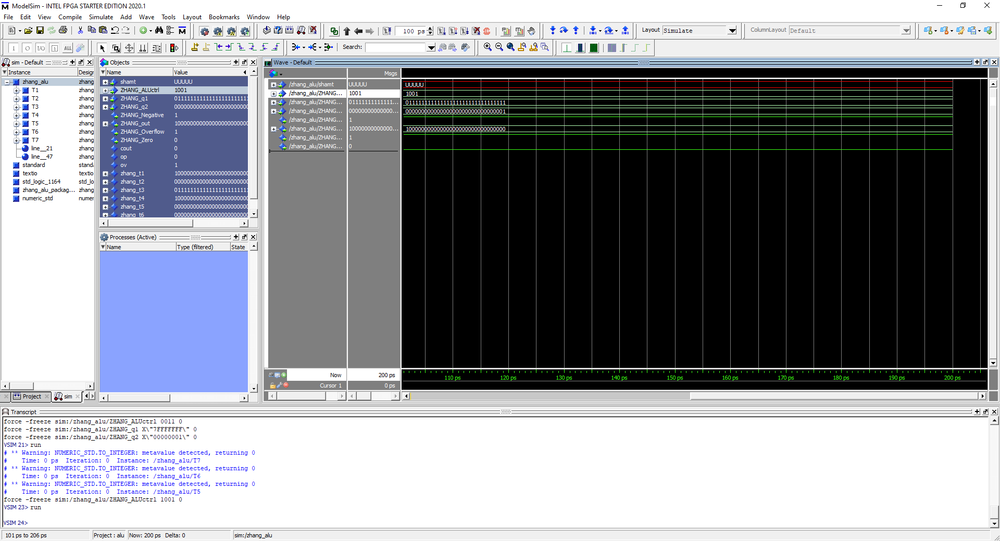 ModelSim - INTEL FPGA STARTER EDITION 2020.1
File Edit View Compile Simulate Add Wave Tools Layout Bookmarks Window Help
100 ps
Layout Simulate
ColumnLayout Default
Search:
sim - Default
Instance Design
zhang_alu zhang
T1 zhang
T2 zhang
T3 zhang
T4 zhang
T5 zhang
T6 zhang
T7 zhang
line__21 zhang
line__47 zhang
standard stand
textio textio
std_logic_1164 std_lo
zhang_alu_packag... zhang
numeric_std numer
Project sim
Objects
Name Value
shamt UUUUU
ZHANG_ALUctrl 1001
ZHANG_q1 011111111111111111111111
ZHANG_q2 000000000000000000000000
ZHANG_Negative 1
ZHANG_out 100000000000000000000000
ZHANG_Overflow 1
ZHANG_Zero 0
cout 0
op 0
ov 1
zhang_t1 100000000000000000000000
zhang_t2 000000000000000000000000
zhang_t3 011111111111111111111111
zhang_t4 100000000000000000000000
zhang_t5 000000000000000000000000
zhang_t6 000000000000000000000000
Processes (Active)
Name Type (filtered) State
Wave - Default
Msgs
/zhang_alu/shamt UUUUU UUUUU
/zhang_alu/ZHANG... 1001 1001
/zhang_alu/ZHANG... 01111111111111... 01111111111111111111111111111111
/zhang_alu/ZHANG... 00000000000000... 00000000000000000000000000000001
/zhang_alu/ZHANG... 1
/zhang_alu/ZHANG... 10000000000000... 10000000000000000000000000000000
/zhang_alu/ZHANG... 1
/zhang_alu/ZHANG... 0
Now 200 ps
Cursor 1 0 ps
110 ps 120 ps 130 ps 140 ps 150 ps 160 ps 170 ps 180 ps 190 ps 200 ps
Transcript
force -freeze sim:/zhang_alu/ZHANG_ALUctrl 0011 0
force -freeze sim:/zhang_alu/ZHANG_q1 X\"7FFFFFFF\" 0
force -freeze sim:/zhang_alu/ZHANG_q2 X\"00000001\" 0
VSIM 21> run
# ** Warning: NUMERIC_STD.TO_INTEGER: metavalue detected, returning 0
# Time: 0 ps Iteration: 0 Instance: /zhang_alu/T7
# ** Warning: NUMERIC_STD.TO_INTEGER: metavalue detected, returning 0
# Time: 0 ps Iteration: 0 Instance: /zhang_alu/T6
# ** Warning: NUMERIC_STD.TO_INTEGER: metavalue detected, returning 0
# Time: 0 ps Iteration: 0 Instance: /zhang_alu/T5
force -freeze sim:/zhang_alu/ZHANG_ALUctrl 1001 0
VSIM 23> run
VSIM 24>
101 ps to 206 ps Project : alu Now: 200 ps Delta: 0 sim:/zhang_alu